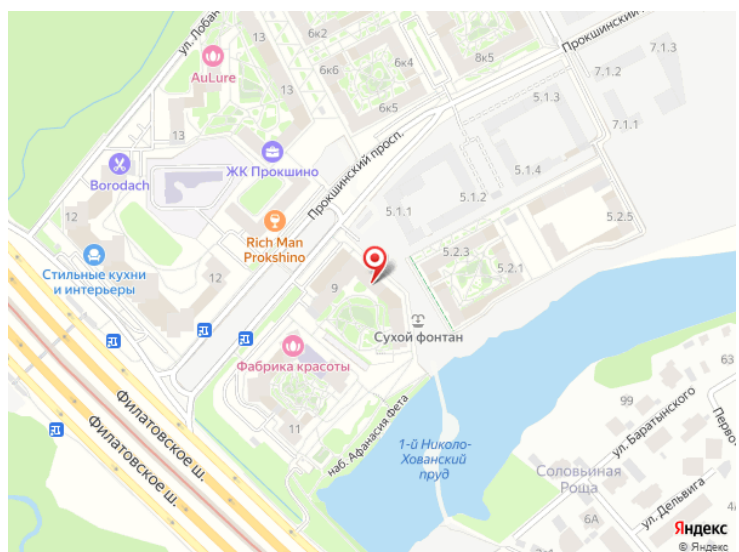 ул. Лобан
6к2
8к5
Прокшинский
13
AuLure
6к6
7.1.3
7.1.2
6к5
5.1.3
7.1.1
13
Прокшинский просп.
ЖК Прокшино
5.1.4
Borodach
5.1.2
5.1.1
12
5.2.5
Rich Man
Prokshino
5.2.3
5.2.1
Стильные кухни
и интерьеры
12
9
Сухой фонтан
Фабрика красоты
63
Филатовское ш.
99
ул. Баратынского
Перво
11
наб. Афанасия Фета
1-й Николо-
Хованский
пруд
Филатовское ш.
Соловьиная
Роща
ул. Дельвига
4А
6А
Яндекс
© Яндекс